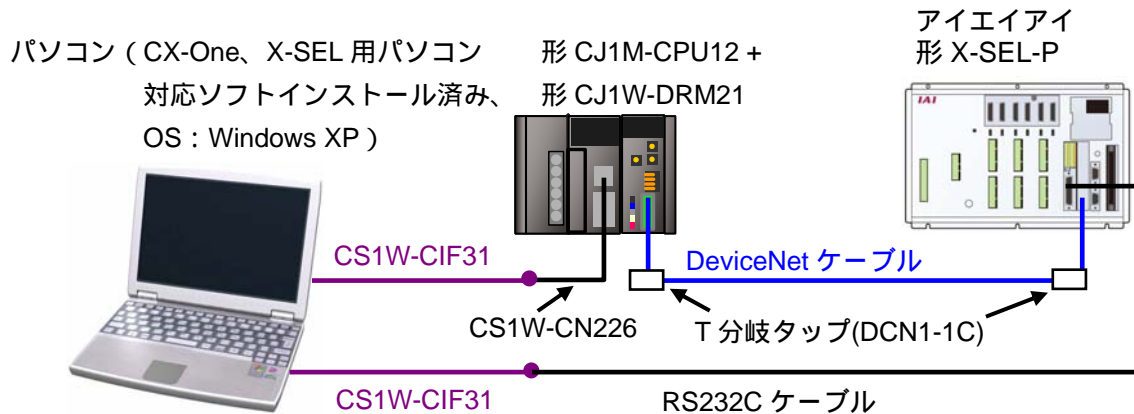 アイエイアイ
パソコン（CX-One、X-SEL 用パソコン
形 CJ1M-CPU12 +
形 X-SEL-P
対応ソフトインストール済み、
形 CJ1W-DRM21
OS：Windows XP）
IAI
CS1W-CIF31
DeviceNet ケーブル
CS1W-CN226
T 分岐タップ(DCN1-1C)
CS1W-CIF31
RS232C ケーブル